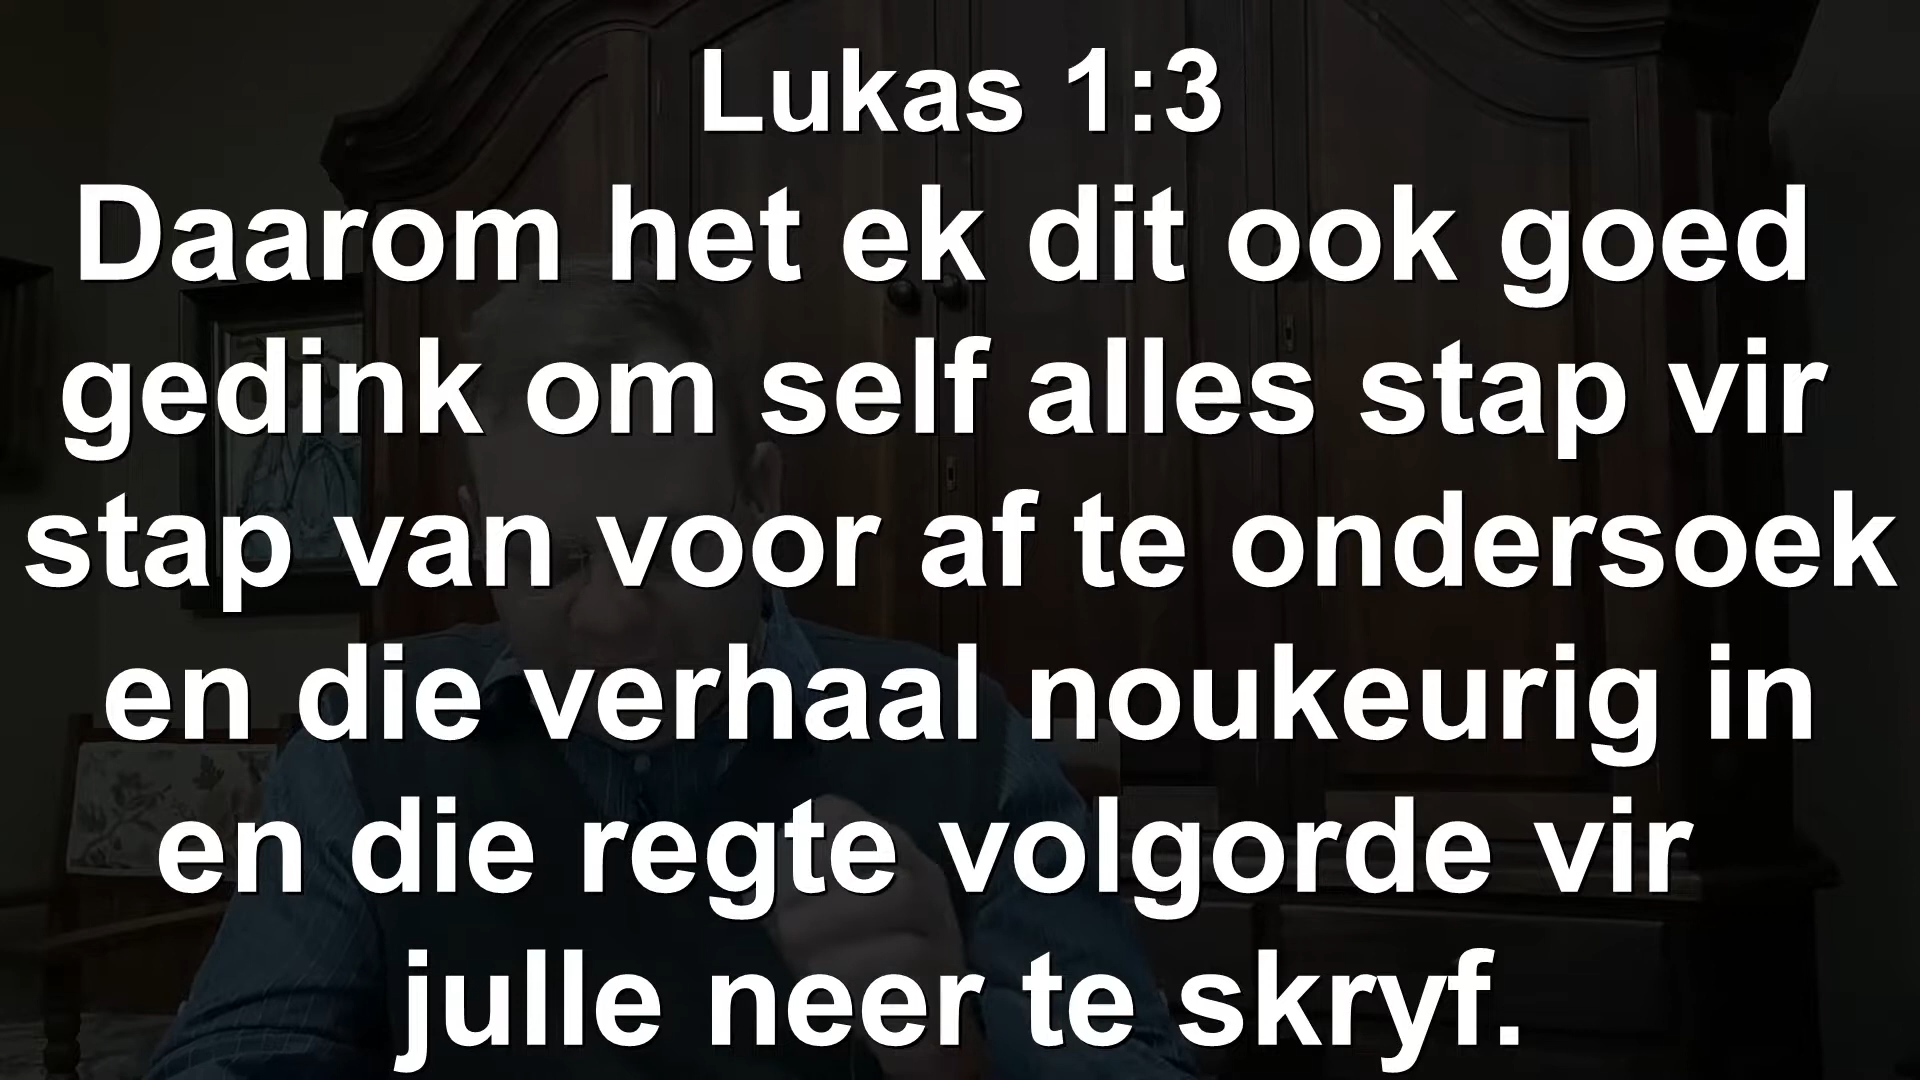 Lukas 1:3
Daarom het ek dit ook goed
gedink om self alles stap vir
stap van voor af te ondersoek
en die verhaal noukeurig in
en die regte volgorde vir
julle neer te skryf.